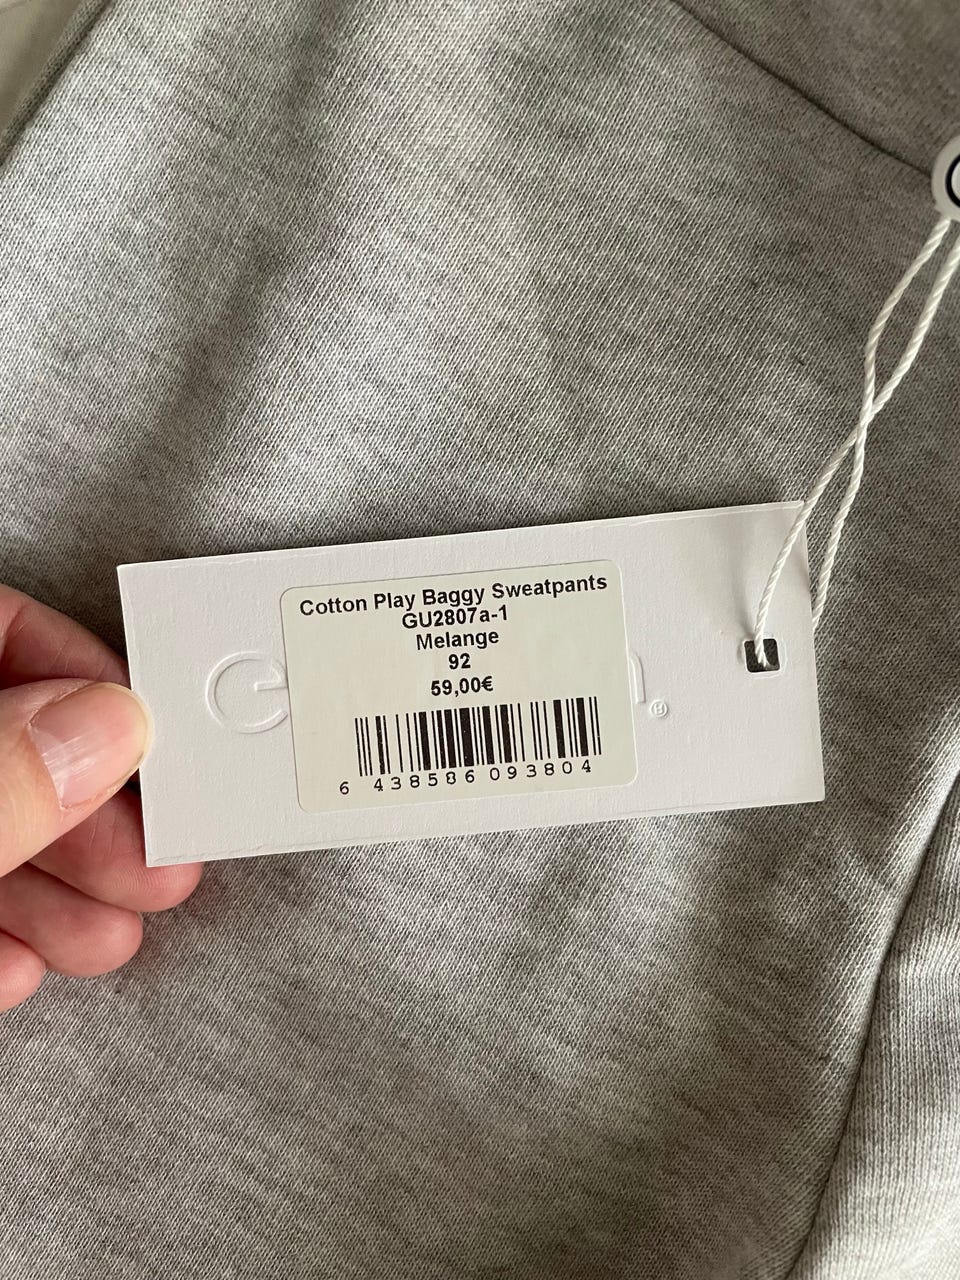 Cotton Play Baggy Sweatpants
GU2807a-1
Melange
92
59,00€
6 438586 093804
®